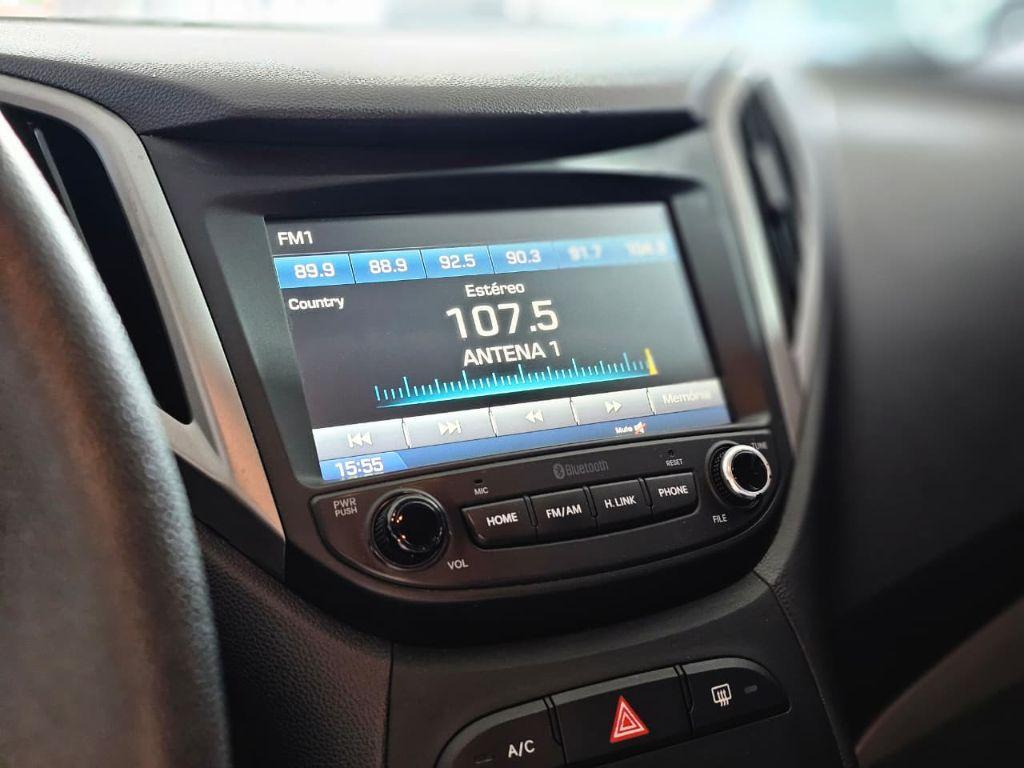 FM1
89.9 88.9 92.5 90.3 91.7
Country
Estéreo
107.5
ANTENA 1
Memória
Mute
15:55
PWR
PUSH
VOL
MIC
Bluetooth
RESET
HOME
FM/AM
H.LINK
PHONE
TUNE
FILE
A/C